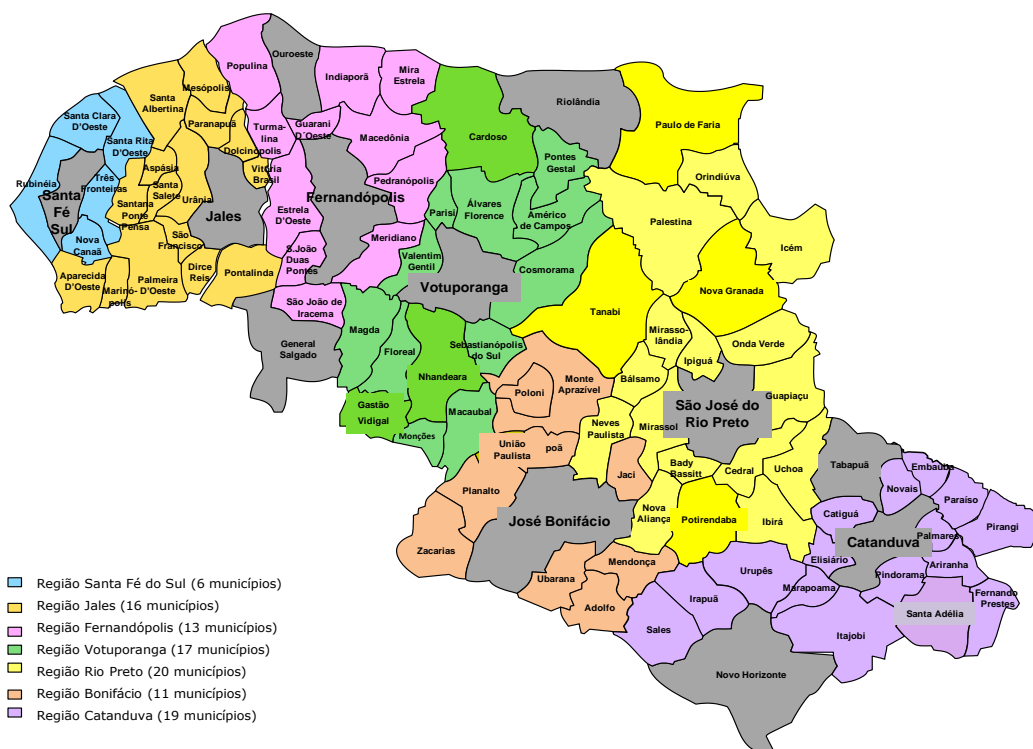 Ouroeste
Populina
Indiaporã
Mira
Estrela
Mesópolis
Santa
Albertina
Riolândia
Santa Clara
D'Oeste
Paranapuã
Turma-
lina
Guarani
D´Oeste
Macedônia
Cardoso
Paulo de Faria
Santa Rita
D'Oeste
Dolcinópolis
Pontes
Gestal
Aspásia
Vitória
Brasil
Pedranópolis
Orindiúva
Rubinéia
Três
Fronteiras
Santa
Salete
Urânia
Fernandópolis
Santa
Fé
Sul
Santana
Ponte
Pensa
Jales
Estrela
D'Oeste
Parisi
Álvares
Florence
Américo
de Campos
Palestina
Nova
Canaã
São
Francisco
Meridiano
Icém
S.João
Duas
Pontes
Valentim
Gentil
Cosmorama
Aparecida
D'Oeste
Marinó-
polis
Palmeira
D'Oeste
Dirce
Reis
Pontalinda
Votuporanga
Nova Granada
São João de
Iracema
Tanabi
Magda
Mirasso-
lândia
Onda Verde
General
Salgado
Floreal
Sebastianópolis
do Sul
Ipiguá
Nhandeara
Monte
Aprazível
Bálsamo
Poloni
Guapiaçu
Gastão
Vidigal
Macaubal
São José do
Rio Preto
Neves
Paulista
Mirassol
Monções
União
Paulista
poã
Jaci
Bady
Bassitt
Cedral
Uchoa
Tabapuã
Embaúba
Planalto
Novais
Paraíso
José Bonifácio
Nova
Aliança
Potirendaba
Ibirá
Catiguá
Pirangi
Catanduva
Palmares
Zacarias
Mendonça
Elisiário
Ubarana
Urupês
Pindorama
Ariranha
Marapoama
Fernando
Prestes
Adolfo
Irapuã
Santa Adélia
Sales
Itajobi
Novo Horizonte
Região Santa Fé do Sul (6 municípios)
Região Jales (16 municípios)
Região Fernandópolis (13 municípios)
Região Votuporanga (17 municípios)
Região Rio Preto (20 municípios)
Região Bonifácio (11 municípios)
Região Catanduva (19 municípios)